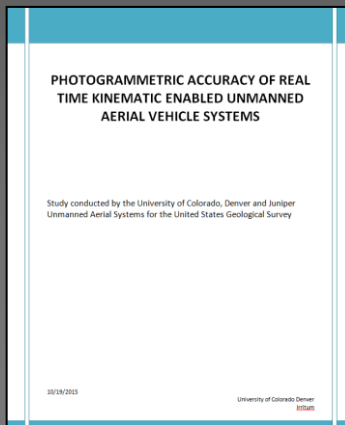 PHOTOGRAMMETRIC ACCURACY OF REAL
TIME KINEMATIC ENABLED UNMANNED
AERIAL VEHICLE SYSTEMS
Study conducted by the University of Colorado, Denver and Juniper
Unmanned Aerial Systems for the United States Geological Survey
10/19/2015
University of Colorado Denver